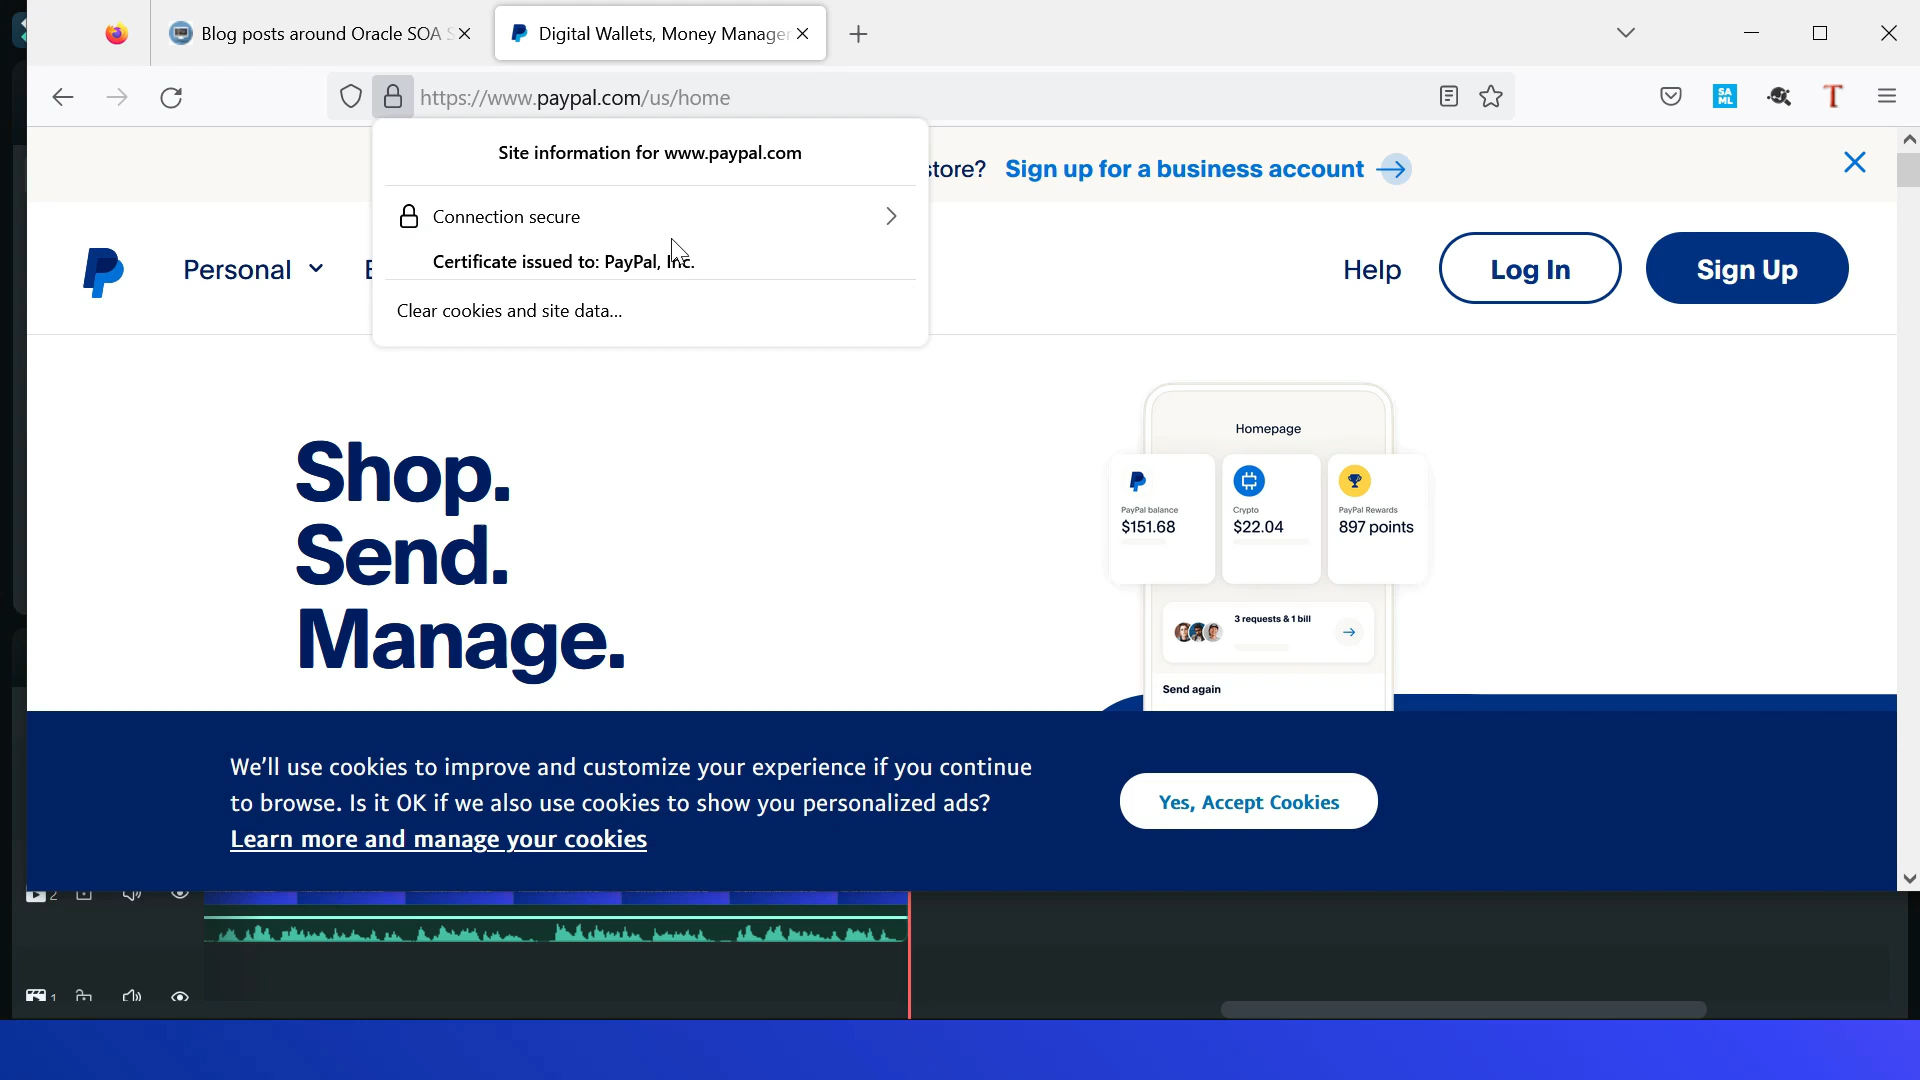 Blog posts around Oracle SOA S
Digital Wallets, Money Manager
https://www.paypal.com/us/home
SA
ML
T
Site information for www.paypal.com
Connection secure
Certificate issued to: PayPal, Inc.
Clear cookies and site data...
store? Sign up for a business account
Personal
Help
Log In
Sign Up
Shop.
Send.
Manage.
Homepage
PayPal balance
$151.68
Crypto
$22.04
PayPal Rewards
897 points
3 requests & 1 bill
Send again
We'll use cookies to improve and customize your experience if you continue
to browse. Is it OK if we also use cookies to show you personalized ads?
Learn more and manage your cookies
Yes, Accept Cookies
2
1